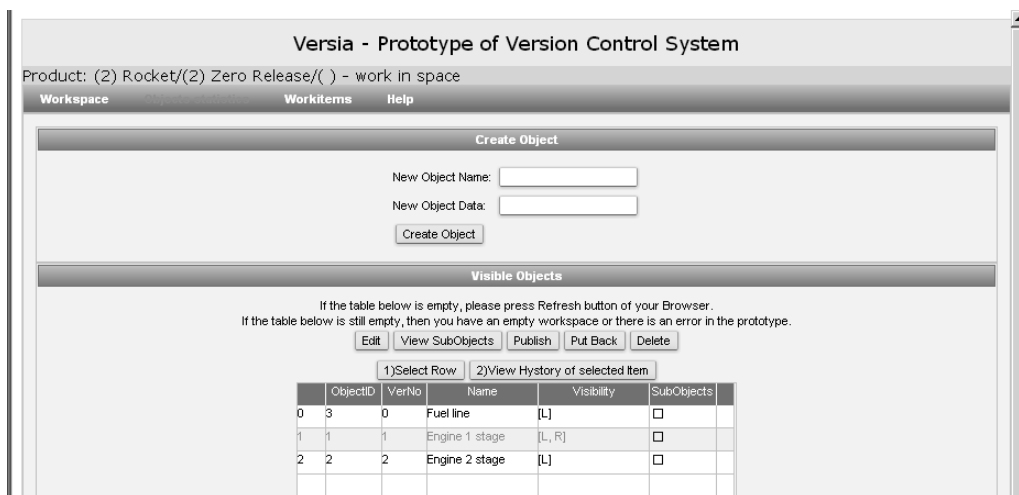 Versia - Prototype of Version Control System
Product: (2) Rocket/(2) Zero Release/( ) - work in space
Workspace Objects statistics Workitems Help
Create Object
New Object Name:
New Object Data:
Create Object
Visible Objects
If the table below is empty, please press Refresh button of your Browser.
If the table below is still empty, then you have an empty workspace or there is an error in the prototype.
Edit View SubObjects Publish Put Back Delete
1)Select Row 2)View Hystory of selected Item
ObjectID VerNo Name Visibility SubObjects
0 3 0 Fuel line [L]
1 1 1 Engine 1 stage [L, R]
2 2 2 Engine 2 stage [L]